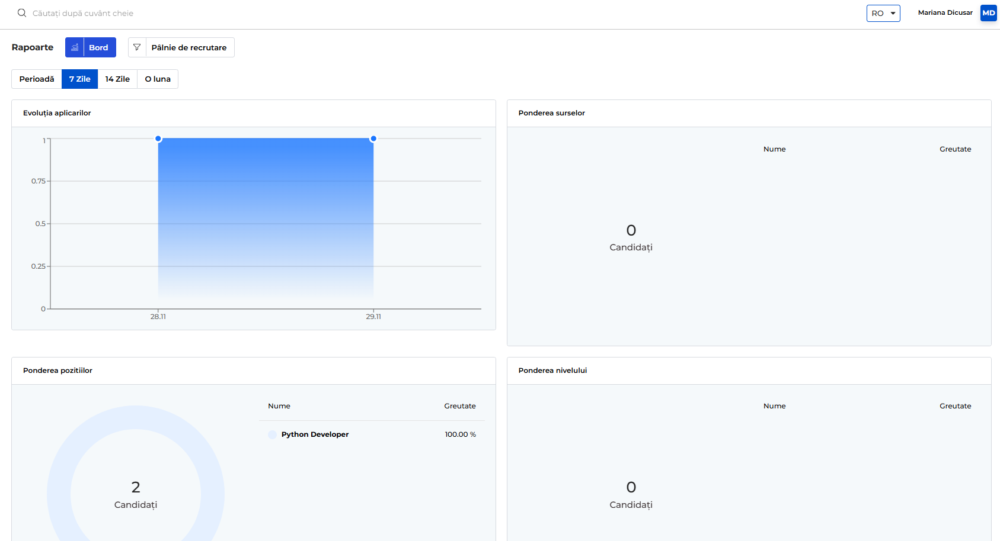 Căutați după cuvânt cheie
RO
Mariana Dicusar
MD
Rapoarte
Bord
Pâlnie de recrutare
Perioadă
7 Zile
14 Zile
O luna
Evoluția aplicarilor
1
0.75
0.5
0.25
0
28.11
29.11
Ponderea surselor
Nume
Greutate
0
Candidați
Ponderea pozitiilor
Nume
Greutate
Python Developer
100.00 %
2
Candidați
Ponderea nivelului
Nume
Greutate
0
Candidați